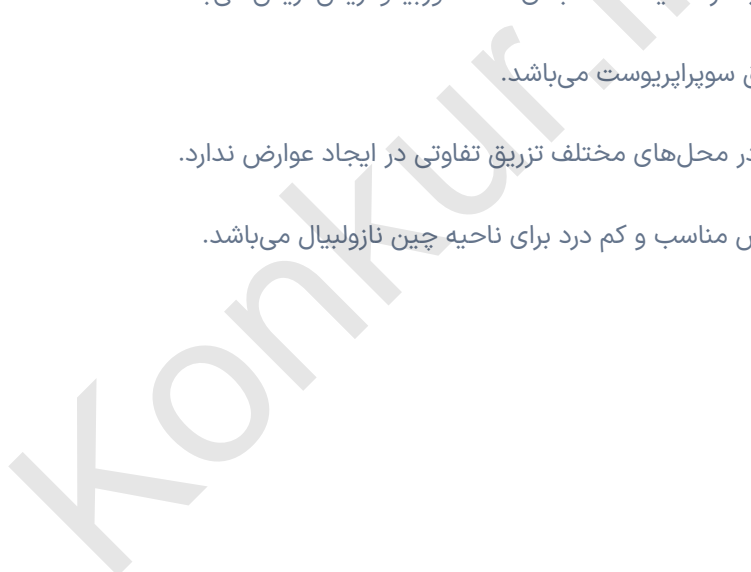 سوپراپریوست می‌باشد.
در محل‌های مختلف تزریق تفاوتی در ایجاد عوارض ندارد.
مناسب و کم درد برای ناحیه چین نازولبیال می‌باشد.
Konkur.